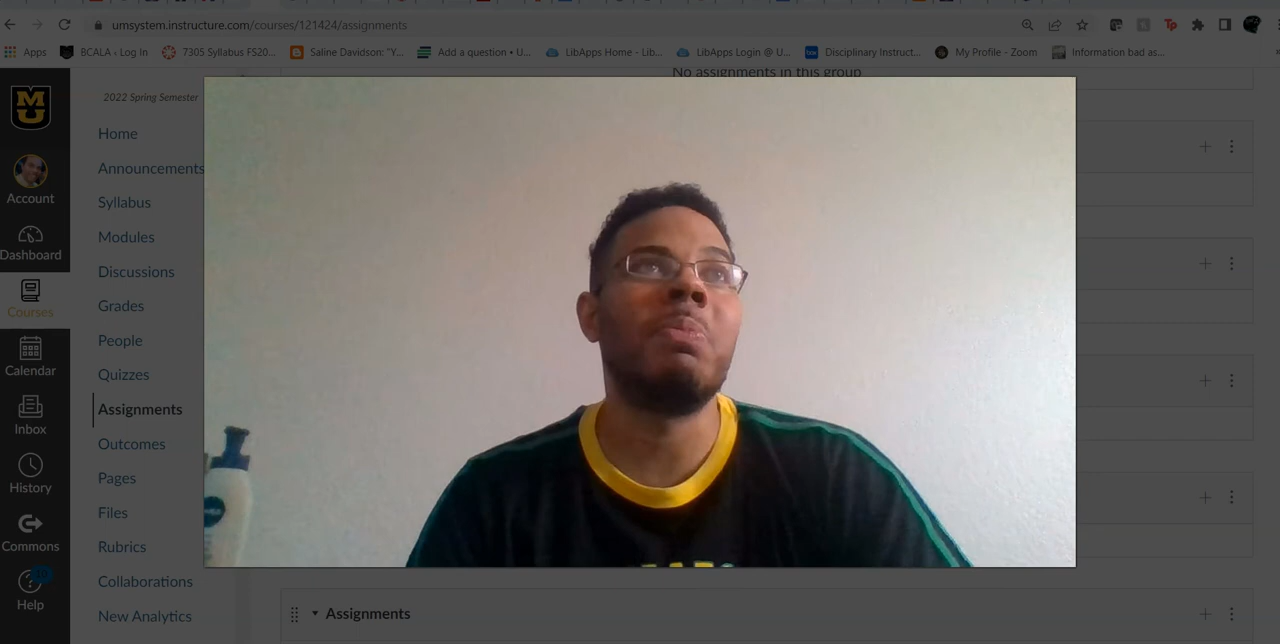 umsystem.instructure.com/courses/121424/assignments
Apps BCALA ‹ Log In 7305 Syllabus FS20... Saline Davidson: "Y... Add a question • U... LibApps Home - Lib... LibApps Login @ U... Disciplinary Instruct... My Profile - Zoom Information bad as...
No assignments in this group
2022 Spring Semester
Home
Announcements
Account
Syllabus
Modules
Dashboard
Discussions
Grades
Courses
People
Calendar
Quizzes
Assignments
Inbox
Outcomes
Pages
History
Files
Commons
Rubrics
Collaborations
Help
New Analytics
Assignments